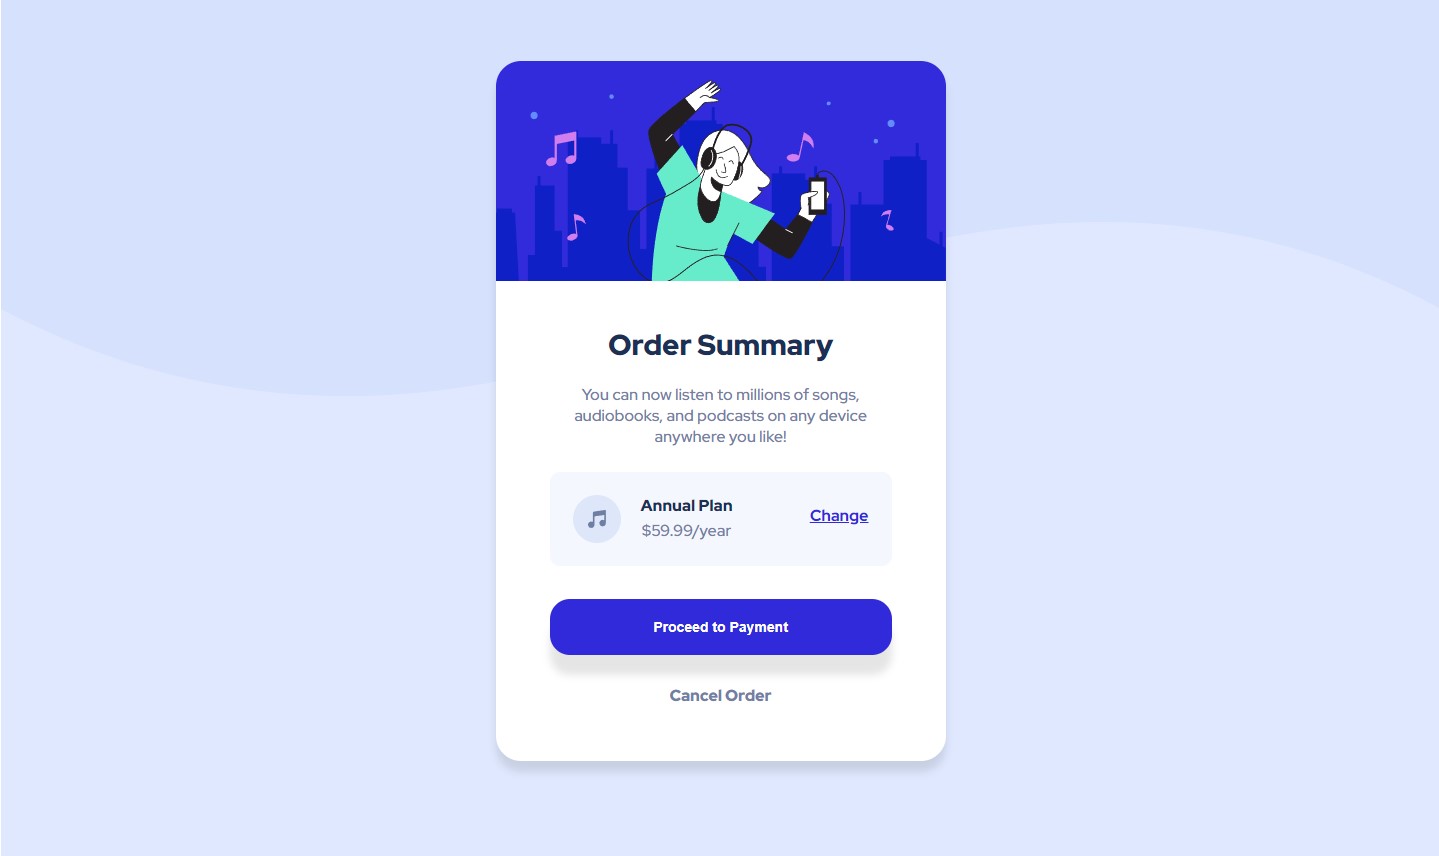 Order Summary
You can now listen to millions of songs,
audiobooks, and podcasts on any device
anywhere you like!
Annual Plan
$59.99/year
Change
Proceed to Payment
Cancel Order